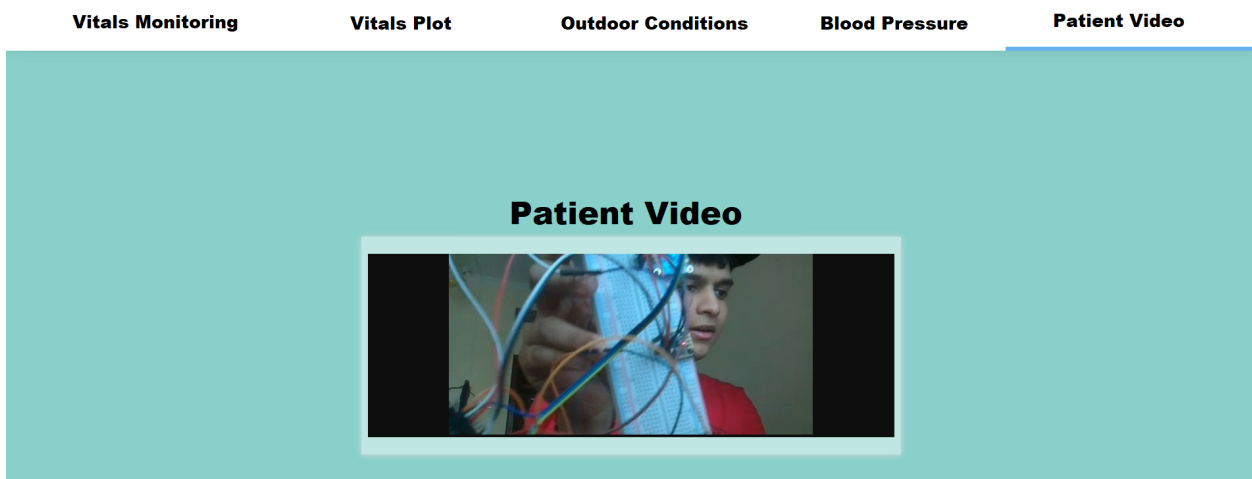 Vitals Monitoring Vitals Plot Outdoor Conditions Blood Pressure Patient Video
Patient Video